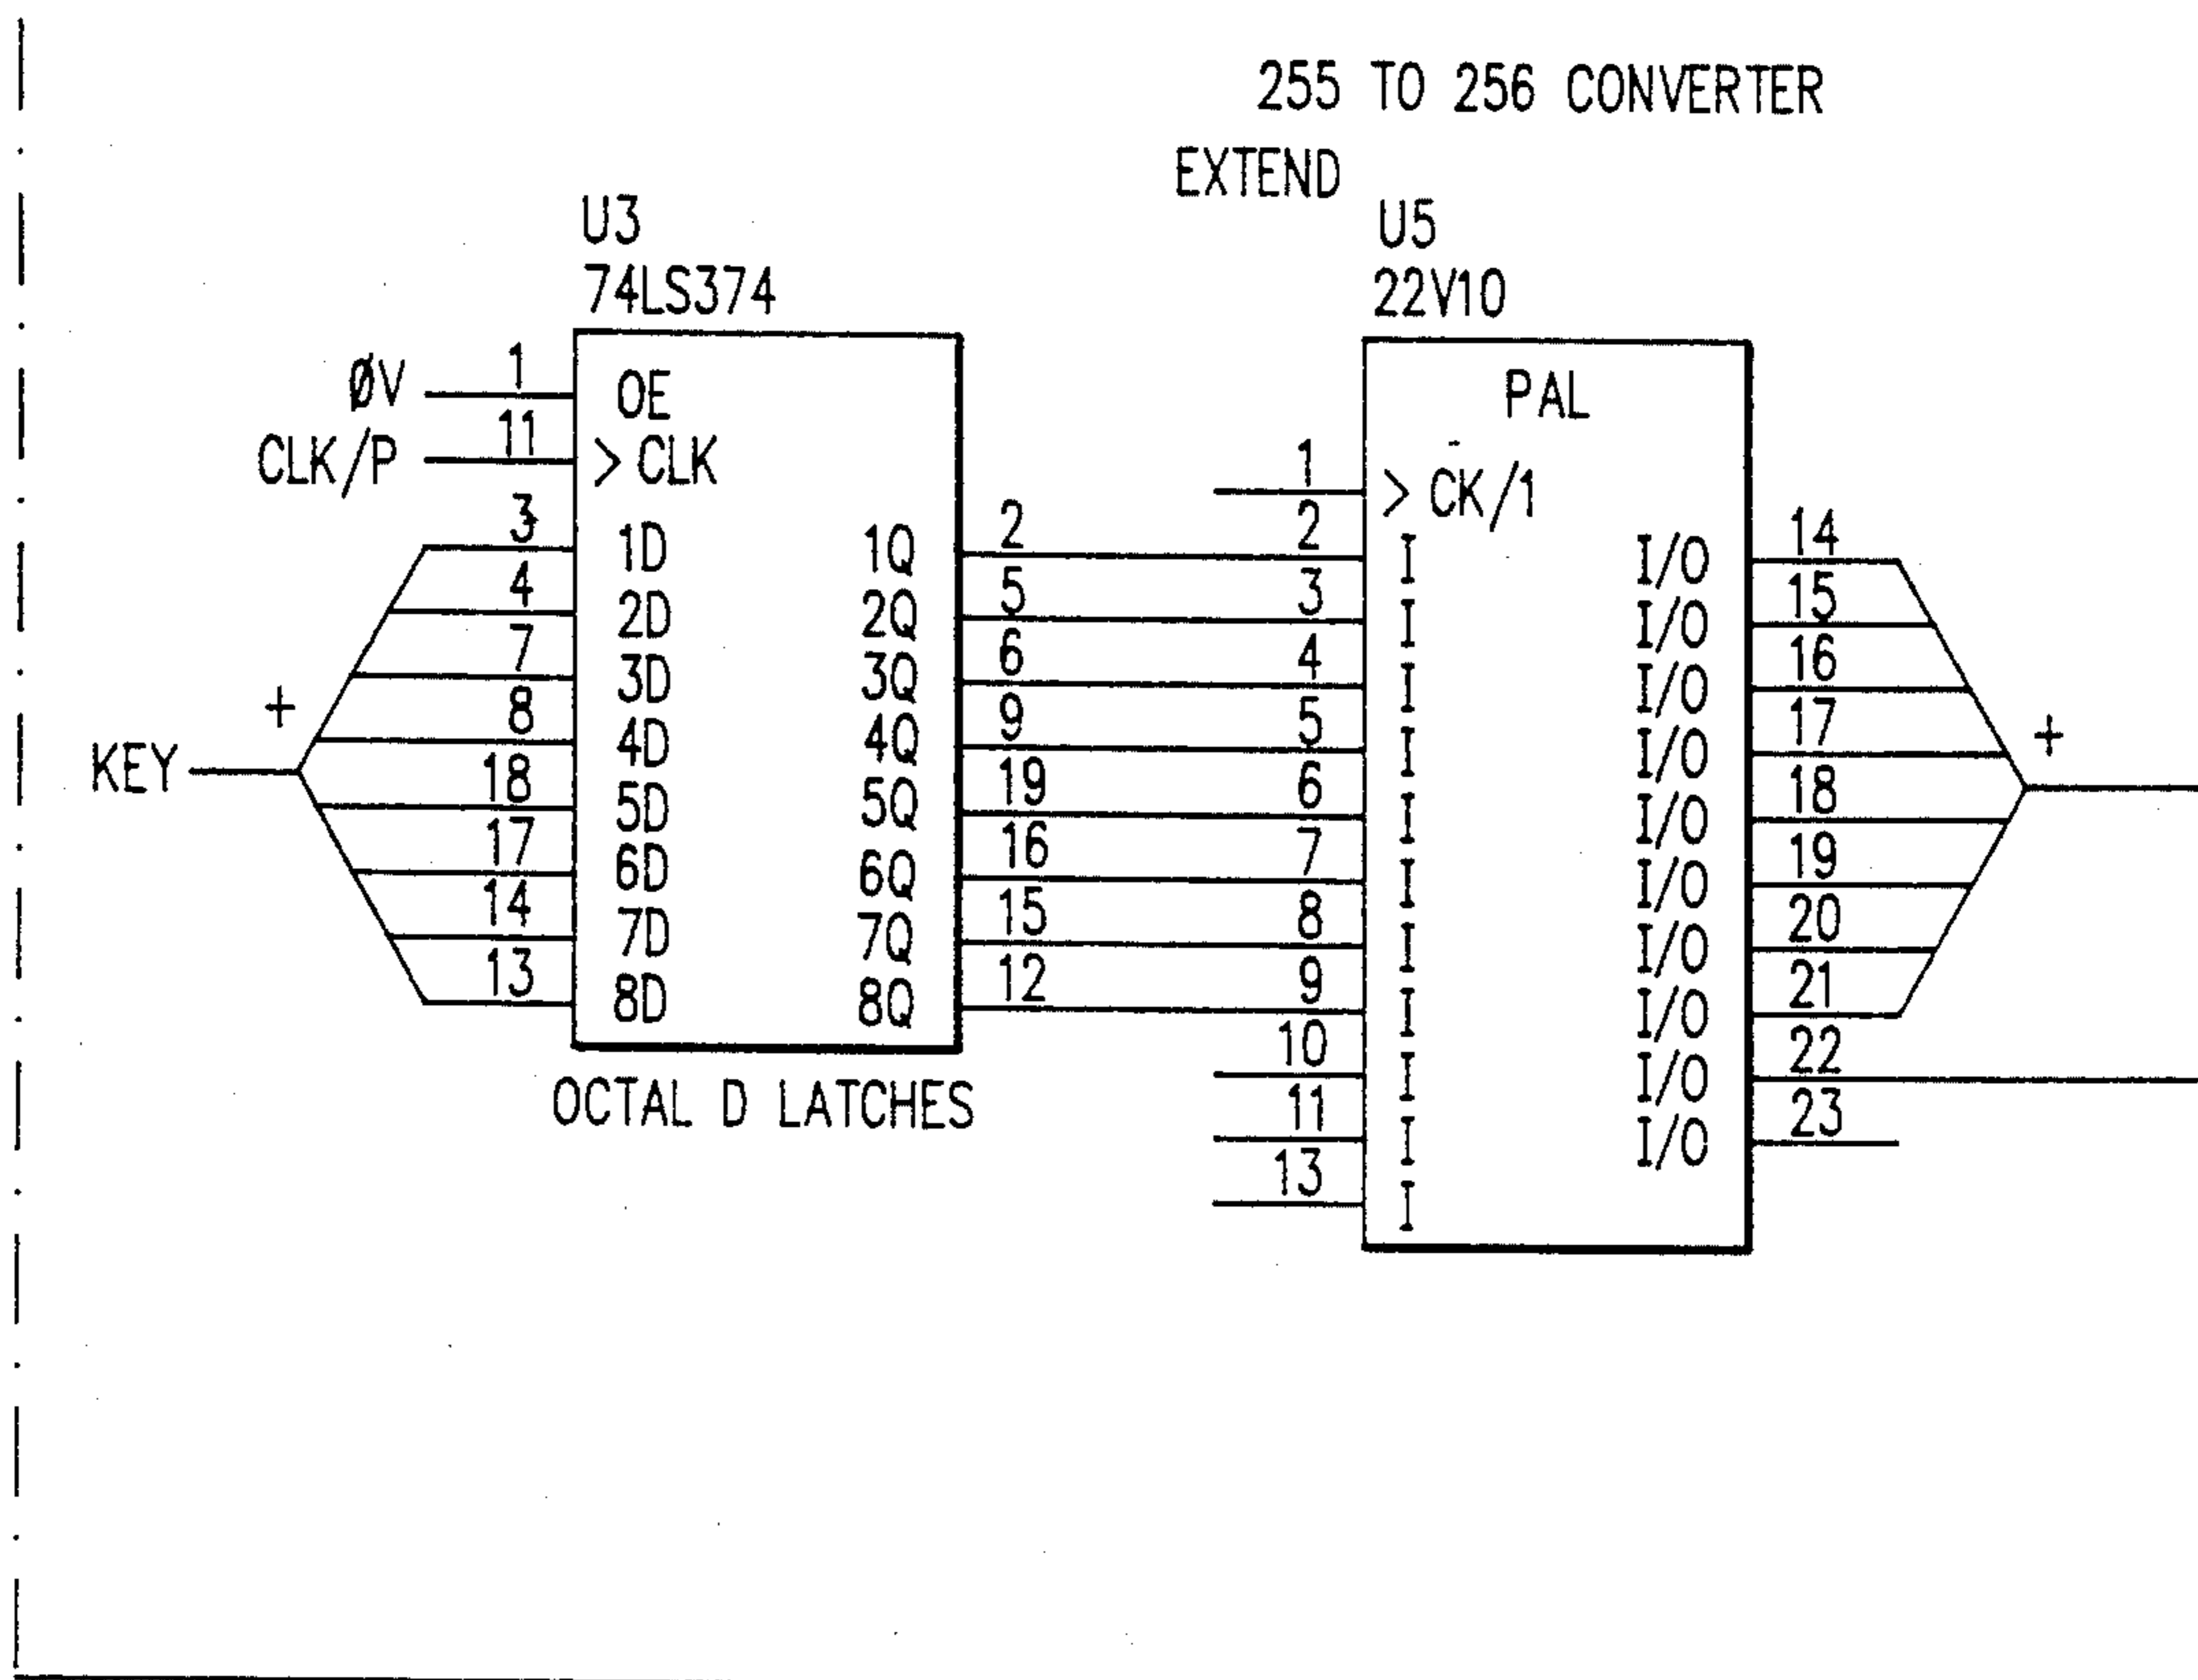 255 TO 256 CONVERTER
EXTEND
U3
74LS374
U5
22V10
ØV 1 OE
CLK/P 11 >CLK
PAL
1 >CK/1
3 1D 1Q 2 2 I I/O 14
4 2D 2Q 5 3 I I/O 15
7 3D 3Q 6 4 I I/O 16
8 4D 4Q 9 5 I I/O 17
+ +
KEY
18 5D 5Q 19 6 I I/O 18
17 6D 6Q 16 7 I I/O 19
14 7D 7Q 15 8 I I/O 20
13 8D 8Q 12 9 I I/O 21
10 I I/O 22
11 I I/O 23
13 I
OCTAL D LATCHES